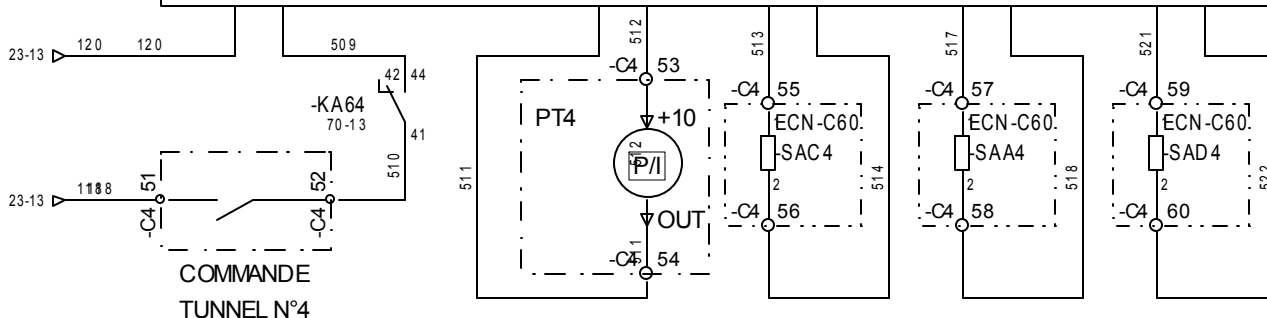 23-13
120
120
509
42
44
-KA64
70-13
41
510
23-13
51
-C4
52
-C4
COMMANDE
TUNNEL N°4
511
512
-C4
53
PT4
+10
512
P/I
OUT
-C4
54
513
-C4
55
ECN-C60
-SAC4
2
-C4
56
514
517
-C4
57
ECN-C60
-SAA4
2
-C4
58
518
521
-C4
59
ECN-C60
-SAD4
2
-C4
60